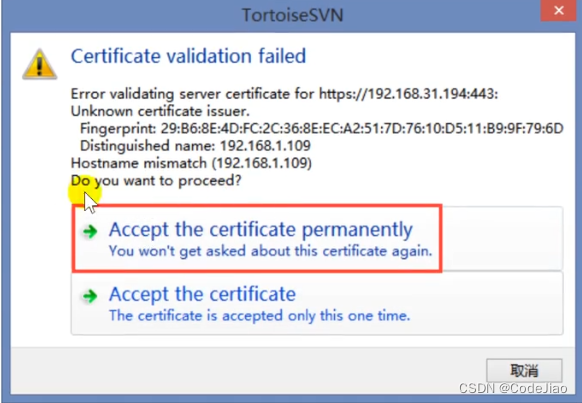 TortoiseSVN
Certificate validation failed
Error validating server certificate for https://192.168.31.194:443:
Unknown certificate issuer.
Fingerprint: 29:B6:8E:4D:FC:2C:36:8E:EC:A2:51:7D:76:10:D5:11:B9:9F:79:6D
Distinguished name: 192.168.1.109
Hostname mismatch (192.168.1.109)
Do you want to proceed?
Accept the certificate permanently
You won't get asked about this certificate again.
Accept the certificate
The certificate is accepted only this one time.
取消
CSDN @CodeJiao